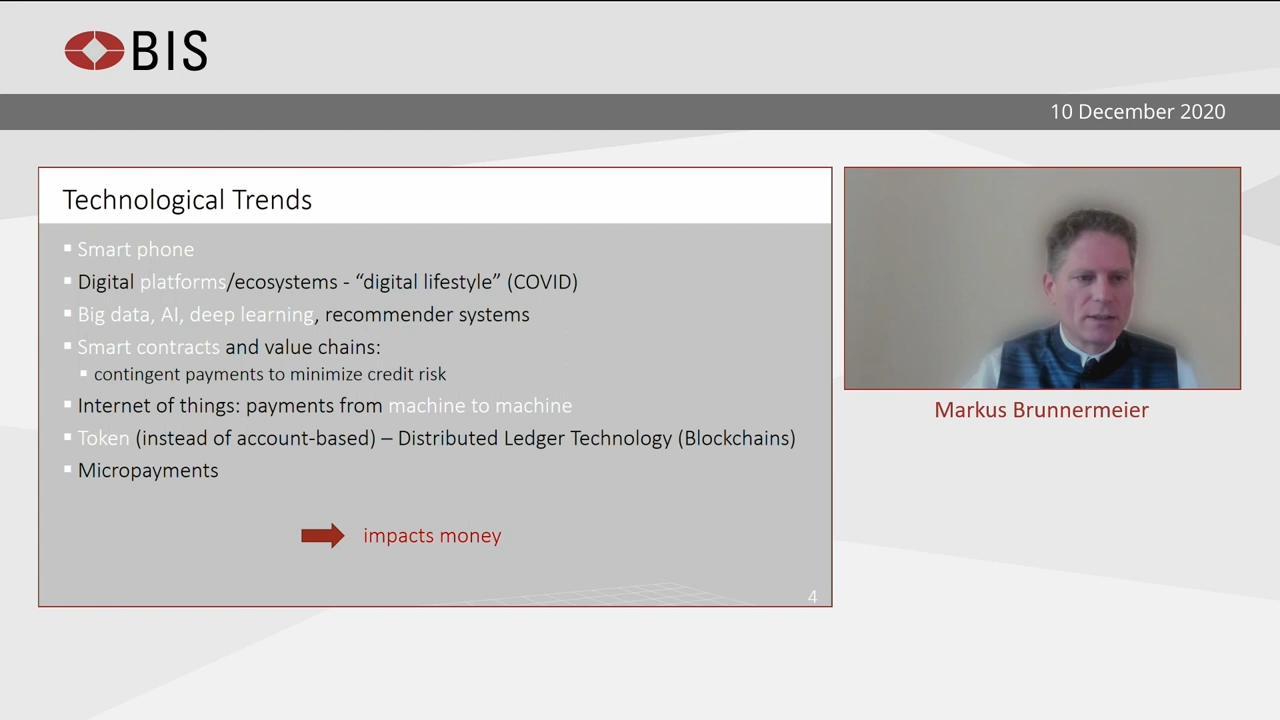 BIS
10 December 2020
Technological Trends
▪ Smart phone
▪ Digital platforms/ecosystems - “digital lifestyle” (COVID)
▪ Big data, AI, deep learning, recommender systems
▪ Smart contracts and value chains:
▪ contingent payments to minimize credit risk
▪ Internet of things: payments from machine to machine
▪ Token (instead of account-based) – Distributed Ledger Technology (Blockchains)
▪ Micropayments
impacts money
4
Markus Brunnermeier